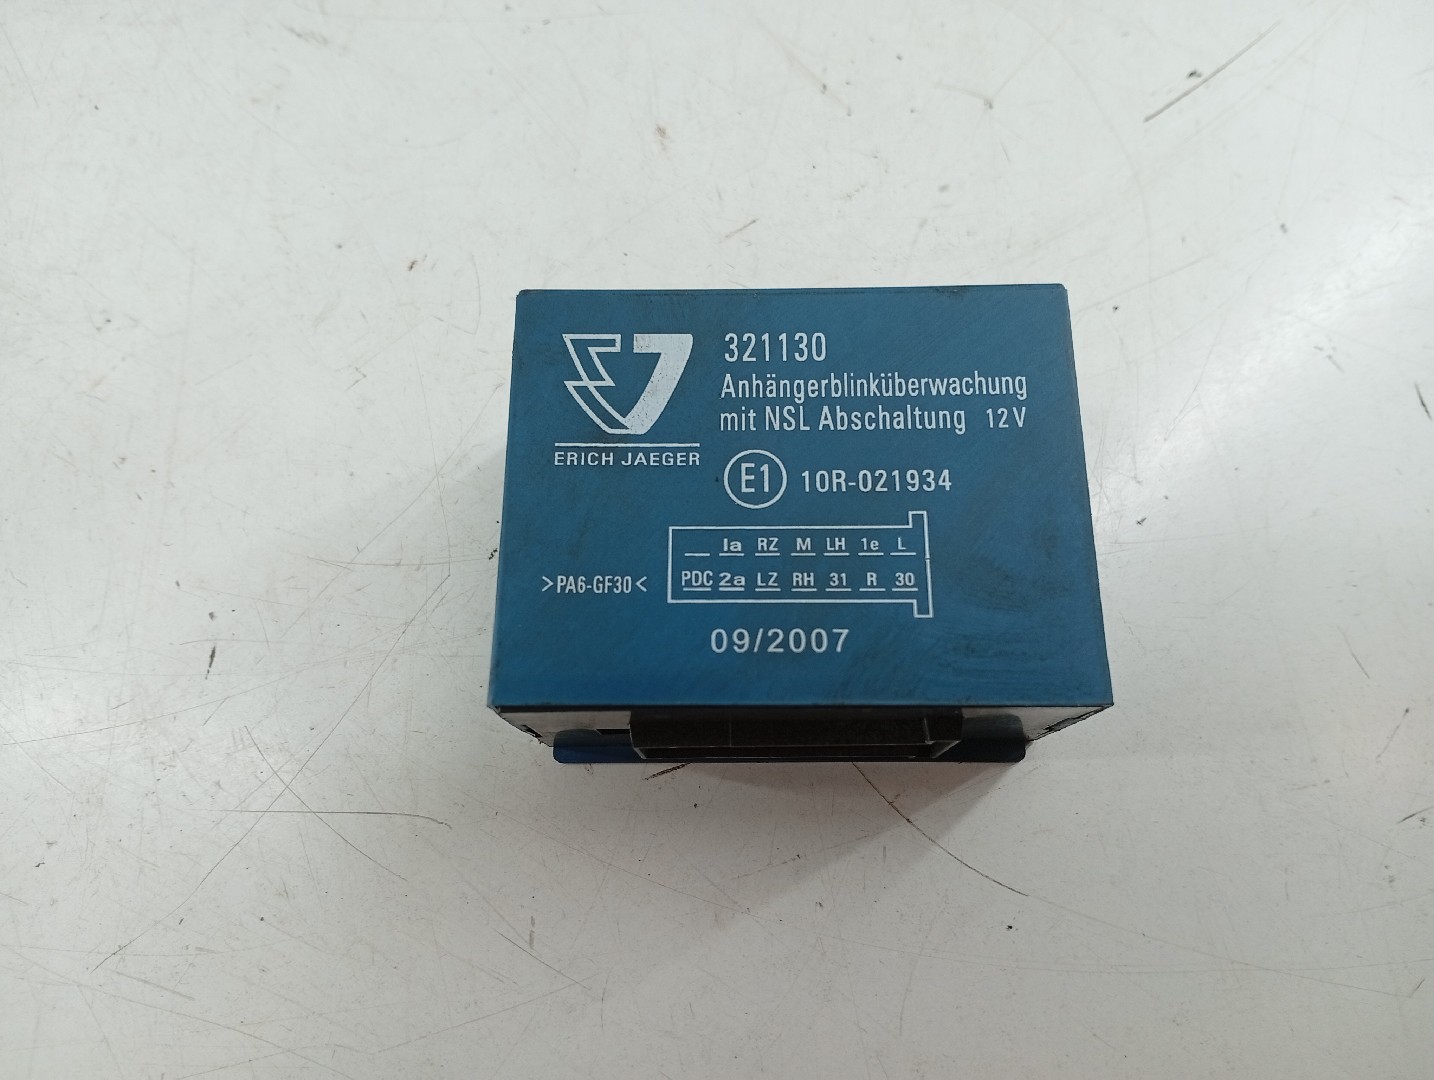 321130
Anhängerblinküberwachung
mit NSL Abschaltung 12V
ERICH JAEGER
E1 10R-021934
Ia RZ M LH 1e L
PDC 2a LZ RH 31 R 30
>PA6-GF30<
09/2007